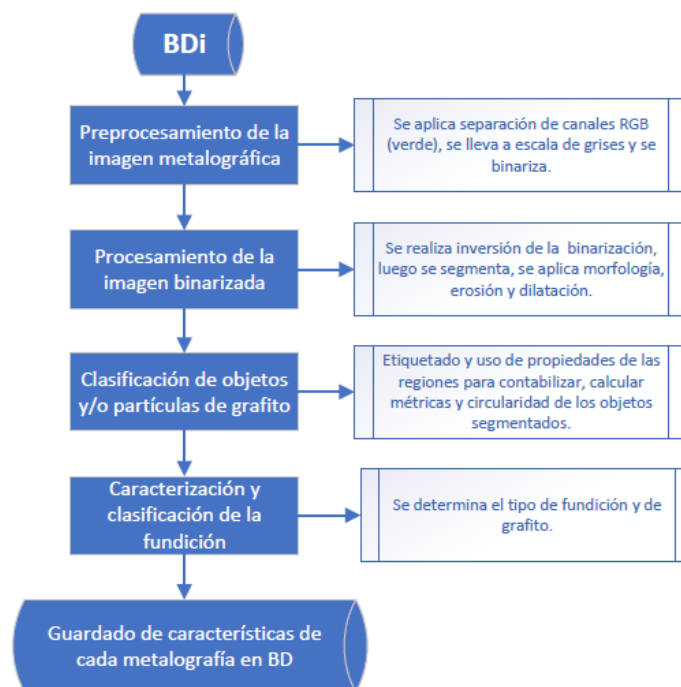 BDi
Preprocesamiento de la
imagen metalográfica
Se aplica separación de canales RGB
(verde), se lleva a escala de grises y se
binariza.
Procesamiento de la
imagen binarizada
Se realiza inversión de la binarización,
luego se segmenta, se aplica morfología,
erosión y dilatación.
Clasificación de objetos
y/o partículas de grafito
Etiquetado y uso de propiedades de las
regiones para contabilizar, calcular
métricas y circularidad de los objetos
segmentados.
Caracterización y
clasificación de la
fundición
Se determina el tipo de fundición y de
grafito.
Guardado de características de
cada metalografía en BD